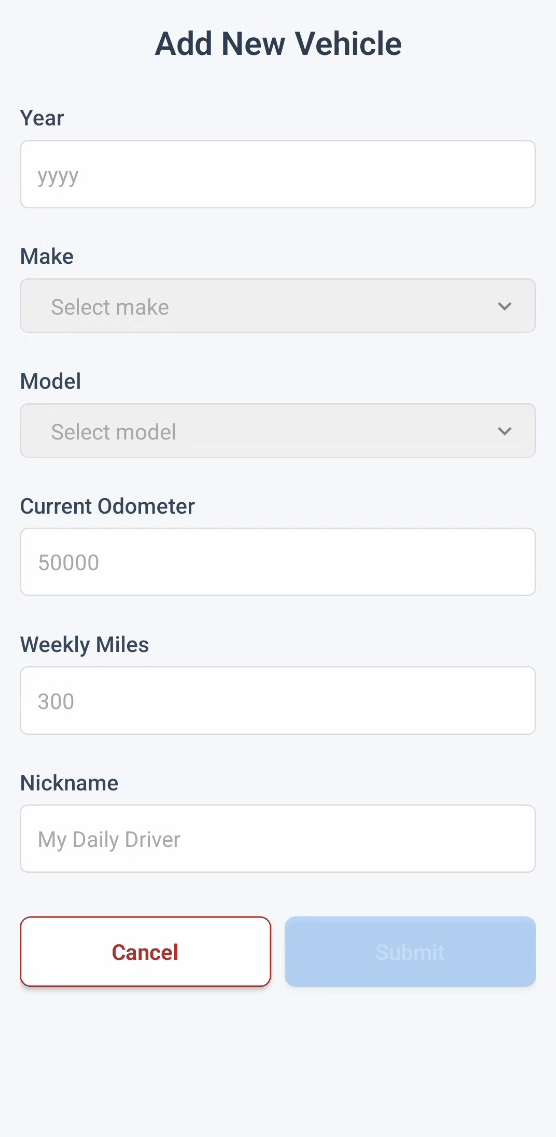 Add New Vehicle
Year
yyyy
Make
Select make
Model
Select model
Current Odometer
50000
Weekly Miles
300
Nickname
My Daily Driver
Cancel Submit